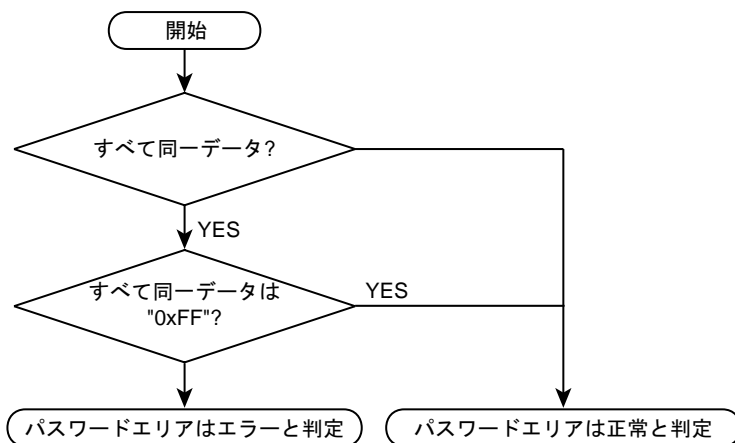 開始
すべて同一データ?
YES
すべて同一データは
"0xFF"?
YES
パスワードエリアはエラーと判定
パスワードエリアは正常と判定